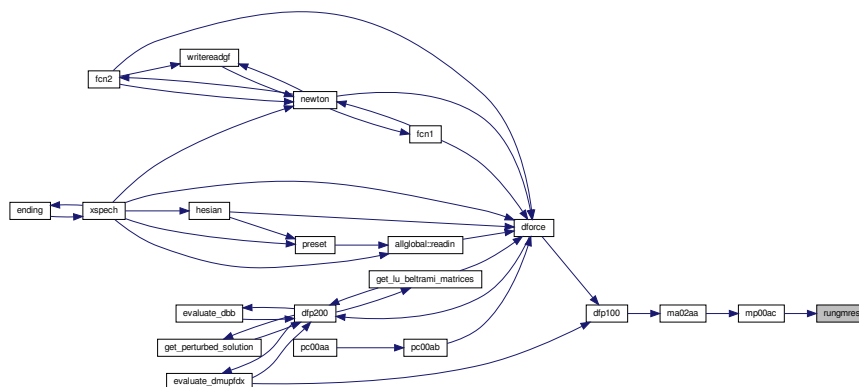 writereadgf
fcn2
newton
fcn1
ending
xspech
hesian
dforce
preset
allglobal::readin
get_lu_beltrami_matrices
evaluate_dbb
dfp200
dfp100
ma02aa
mp00ac
rungmres
get_perturbed_solution
pc00aa
pc00ab
evaluate_dmupfdx